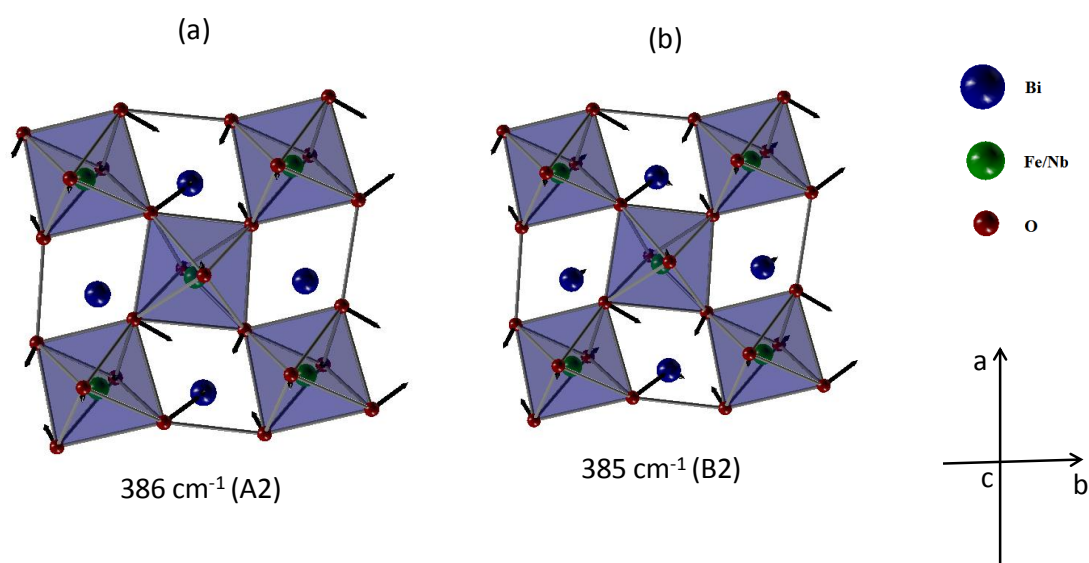 (a)
(b)
Bi
Fe/Nb
O
386 cm⁻¹ (A2)
385 cm⁻¹ (B2)
a
c
b